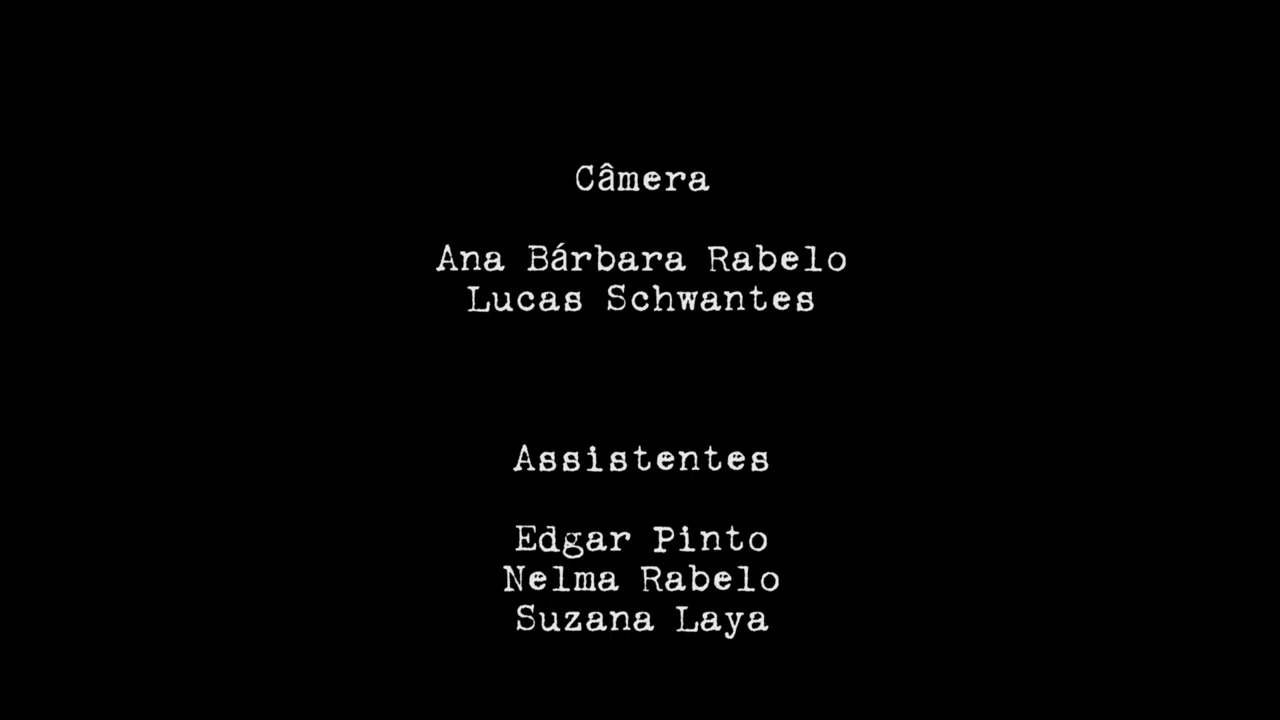 Câmera
Ana Bárbara Rabelo
Lucas Schwantes
Assistentes
Edgar Pinto
Nelma Rabelo
Suzana Laya